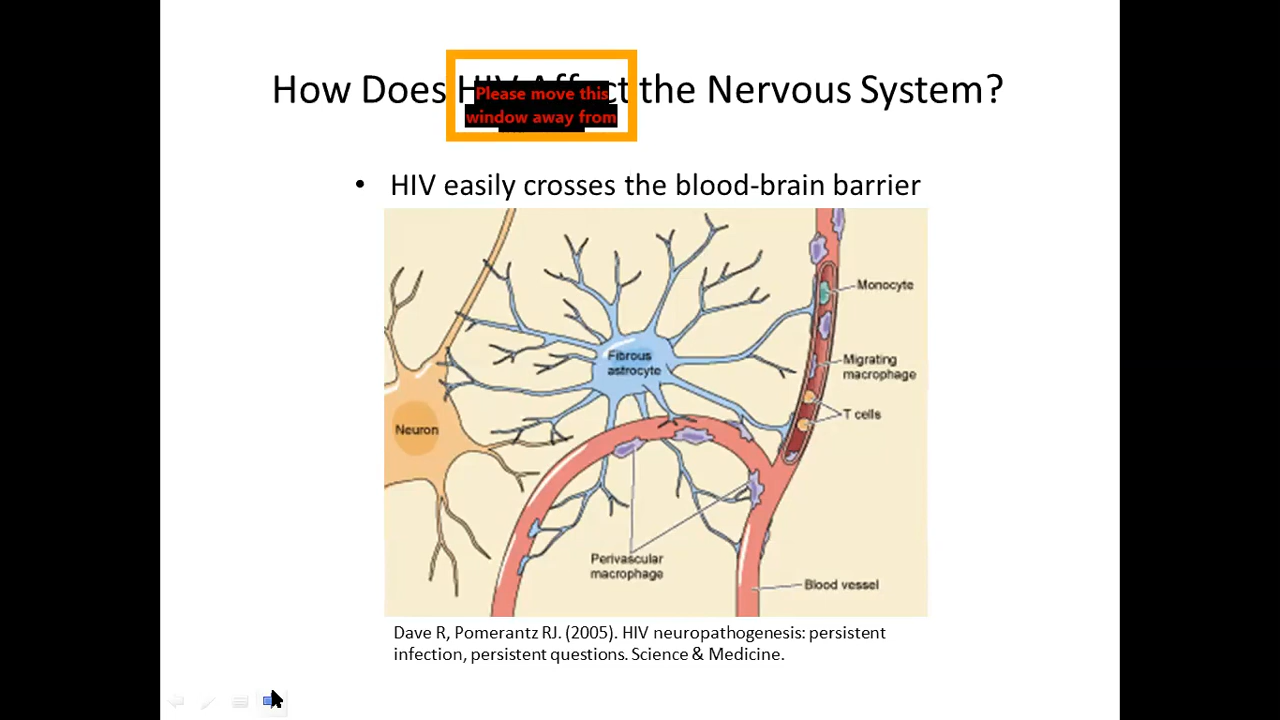 How Does HIV Affect the Nervous System?
Please move this
window away from
• HIV easily crosses the blood-brain barrier
Monocyte
Fibrous
astrocyte
Migrating
macrophage
T cells
Neuron
Perivascular
macrophage
Blood vessel
Dave R, Pomerantz RJ. (2005). HIV neuropathogenesis: persistent
infection, persistent questions. Science & Medicine.